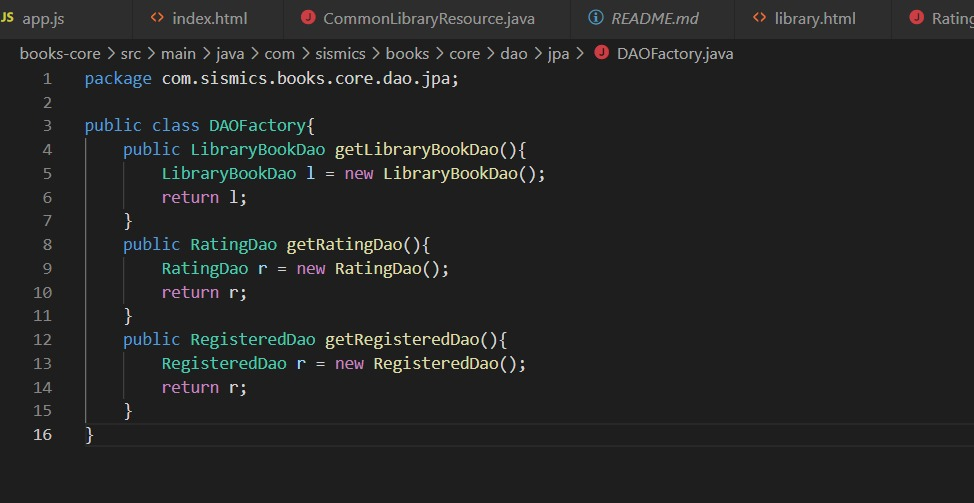 JS app.js <> index.html J CommonLibraryResource.java README.md <> library.html J Rating
books-core > src > main > java > com > sismics > books > core > dao > jpa > J DAOFactory.java
1 package com.sismics.books.core.dao.jpa;
2
3 public class DAOFactory{
4 public LibraryBookDao getLibraryBookDao(){
5 LibraryBookDao l = new LibraryBookDao();
6 return l;
7 }
8 public RatingDao getRatingDao(){
9 RatingDao r = new RatingDao();
10 return r;
11 }
12 public RegisteredDao getRegisteredDao(){
13 RegisteredDao r = new RegisteredDao();
14 return r;
15 }
16 }